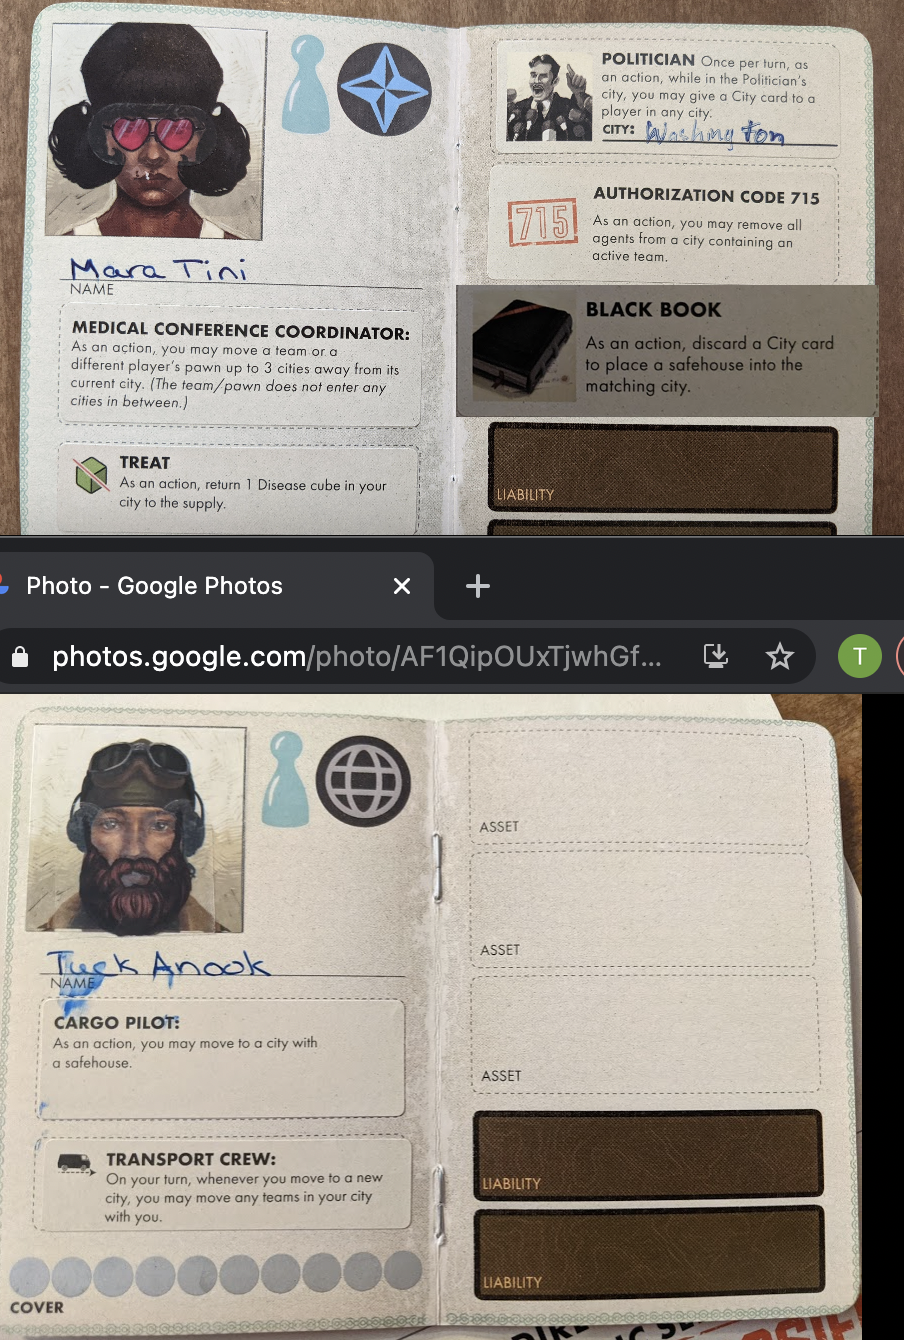 POLITICIAN Once per turn, as
an action, while in the Politician's
city, you may give a City card to a
player in any city.
CITY: Washington
715
AUTHORIZATION CODE 715
As an action, you may remove all
agents from a city containing an
active team.
Mara Tini
NAME
MEDICAL CONFERENCE COORDINATOR:
As an action, you may move a team or a
different player's pawn up to 3 cities away from its
current city. (The team/pawn does not enter any
cities in between.)
BLACK BOOK
As an action, discard a City card
to place a safehouse into the
matching city.
TREAT
As an action, return 1 Disease cube in your
city to the supply.
LIABILITY
Photo - Google Photos
photos.google.com/photo/AF1QipOUxTjwhGf...
T
Tuck Anook
NAME
CARGO PILOT:
As an action, you may move to a city with
a safehouse.
TRANSPORT CREW:
On your turn, whenever you move to a new
city, you may move any teams in your city
with you.
COVER
ASSET
ASSET
ASSET
LIABILITY
LIABILITY